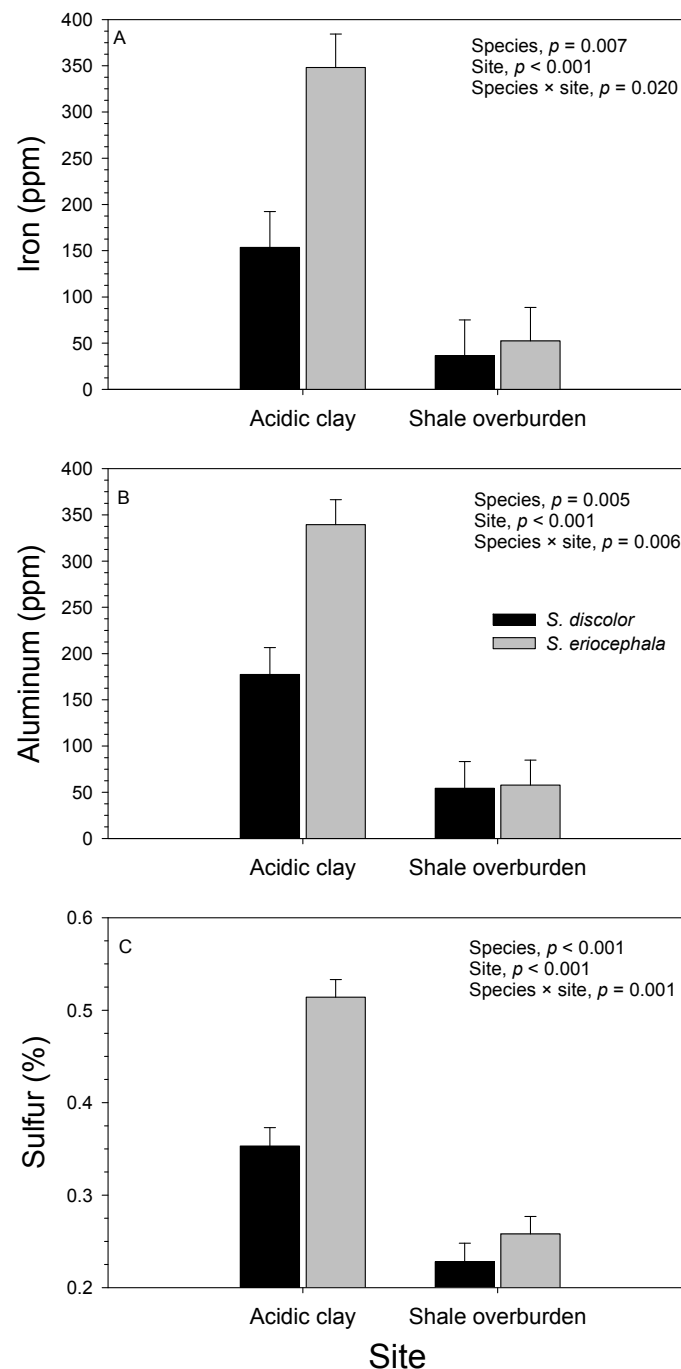 A
Species, p = 0.007
Site, p < 0.001
Species × site, p = 0.020
400
350
300
250
200
150
100
50
0
Iron (ppm)
Acidic clay Shale overburden
B
Species, p = 0.005
Site, p < 0.001
Species × site, p = 0.006
S. discolor
S. eriocephala
400
350
300
250
200
150
100
50
0
Aluminum (ppm)
Acidic clay Shale overburden
C
Species, p < 0.001
Site, p < 0.001
Species × site, p = 0.001
0.6
0.5
0.4
0.3
0.2
Sulfur (%)
Acidic clay Shale overburden
Site